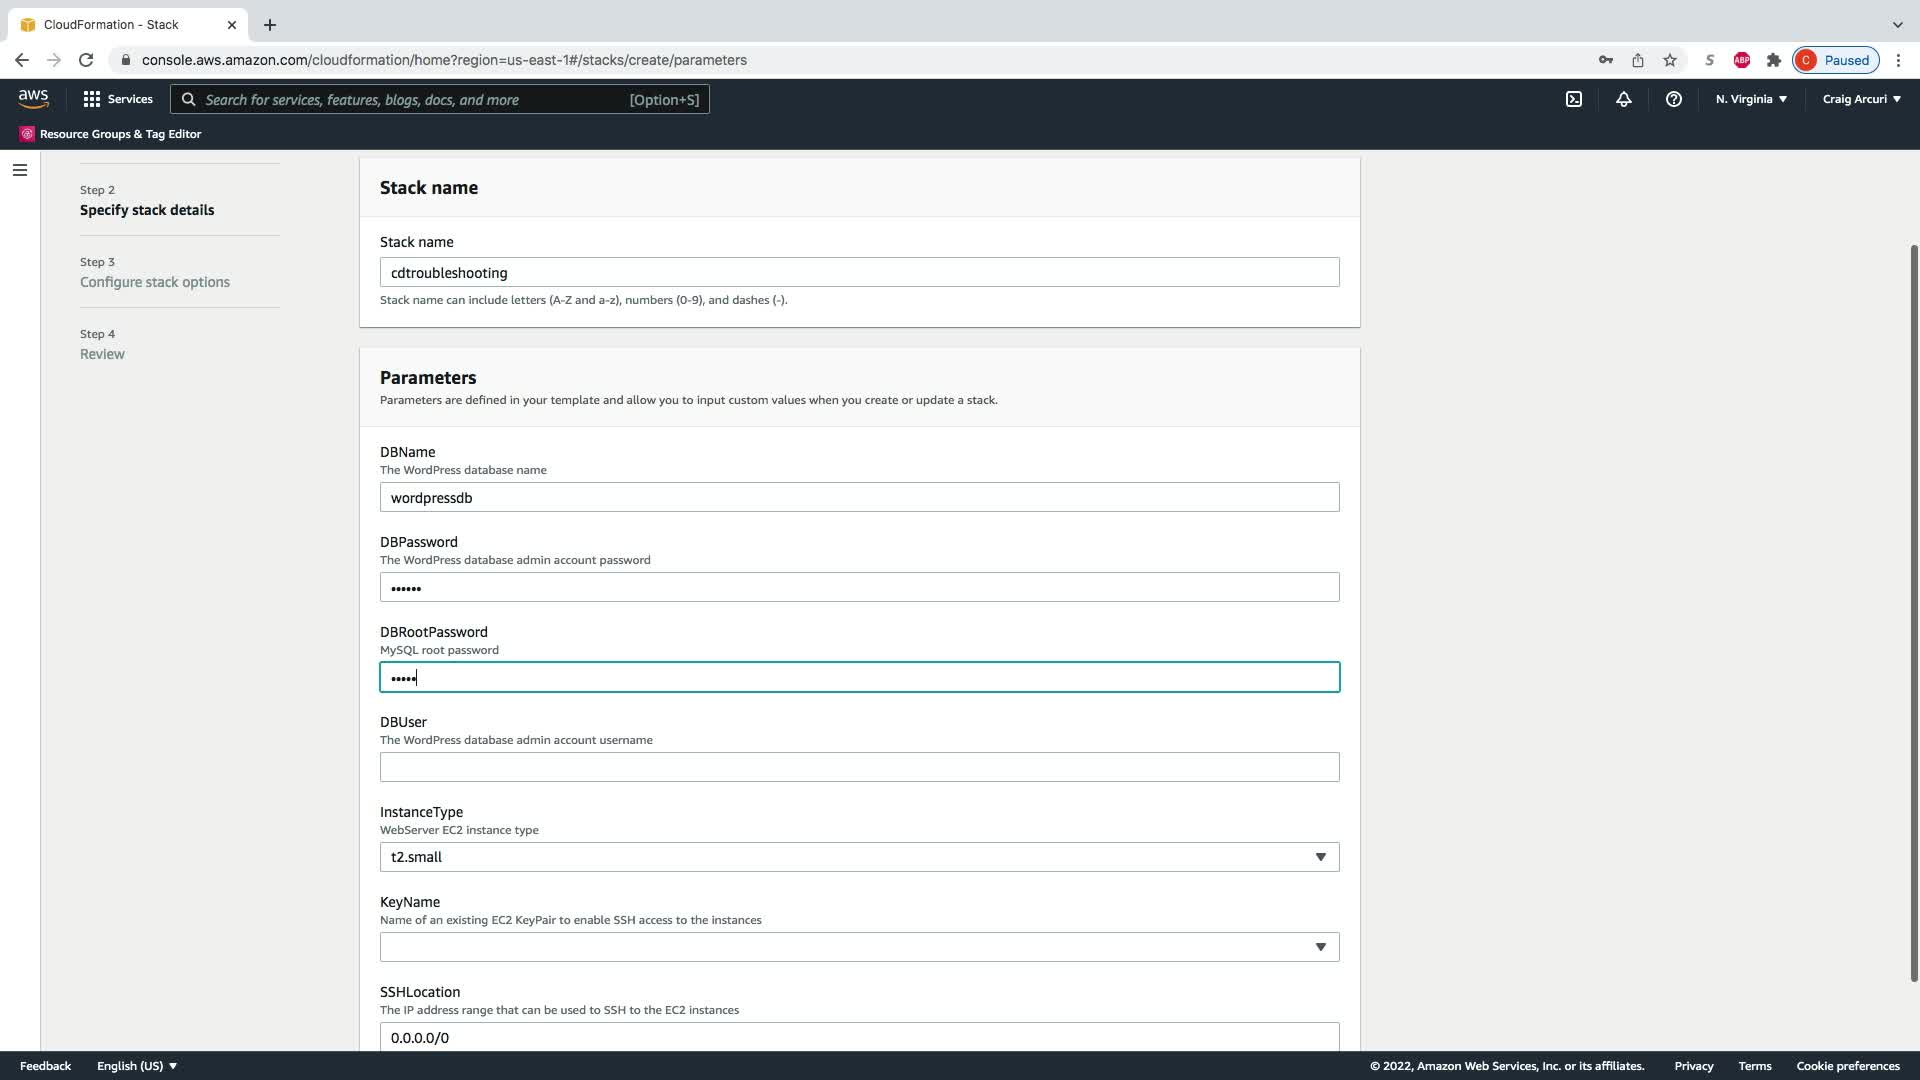 CloudFormation - Stack
console.aws.amazon.com/cloudformation/home?region=us-east-1#/stacks/create/parameters
S
ABP
C
Paused
aws
Services
Search for services, features, blogs, docs, and more
[Option+S]
N. Virginia
Craig Arcuri
Resource Groups & Tag Editor
Step 2
Specify stack details
Step 3
Configure stack options
Step 4
Review
Stack name
Stack name
cdtroubleshooting
Stack name can include letters (A-Z and a-z), numbers (0-9), and dashes (-).
Parameters
Parameters are defined in your template and allow you to input custom values when you create or update a stack.
DBName
The WordPress database name
wordpressdb
DBPassword
The WordPress database admin account password
••••••
DBRootPassword
MySQL root password
•••••
DBUser
The WordPress database admin account username
InstanceType
WebServer EC2 instance type
t2.small
KeyName
Name of an existing EC2 KeyPair to enable SSH access to the instances
SSHLocation
The IP address range that can be used to SSH to the EC2 instances
0.0.0.0/0
Feedback
English (US)
© 2022, Amazon Web Services, Inc. or its affiliates.
Privacy
Terms
Cookie preferences